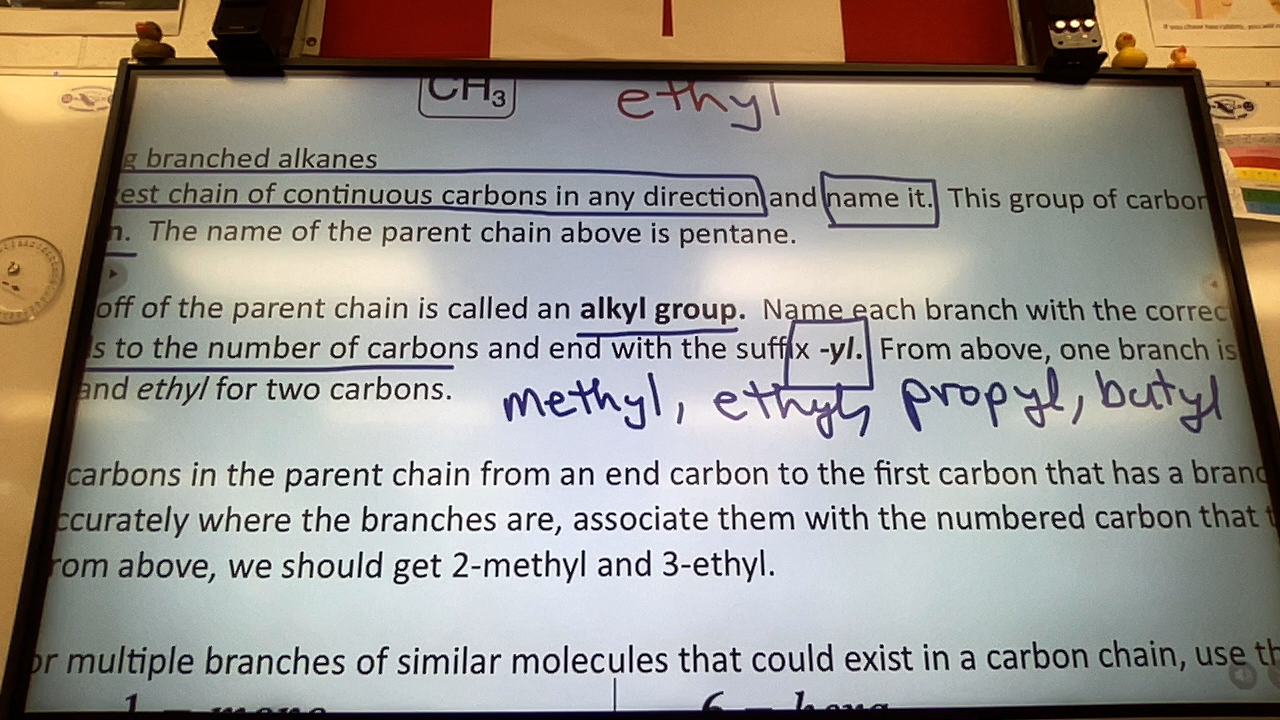 CH3 ethyl
g branched alkanes
est chain of continuous carbons in any direction and name it. This group of carbon
n. The name of the parent chain above is pentane.
off of the parent chain is called an alkyl group. Name each branch with the correc
s to the number of carbons and end with the suffix -yl. From above, one branch is
and ethyl for two carbons.
methyl, ethyl, propyl, butyl
carbons in the parent chain from an end carbon to the first carbon that has a branc
ccurately where the branches are, associate them with the numbered carbon that t
rom above, we should get 2-methyl and 3-ethyl.
or multiple branches of similar molecules that could exist in a carbon chain, use th
1 – mono 6 – hexa